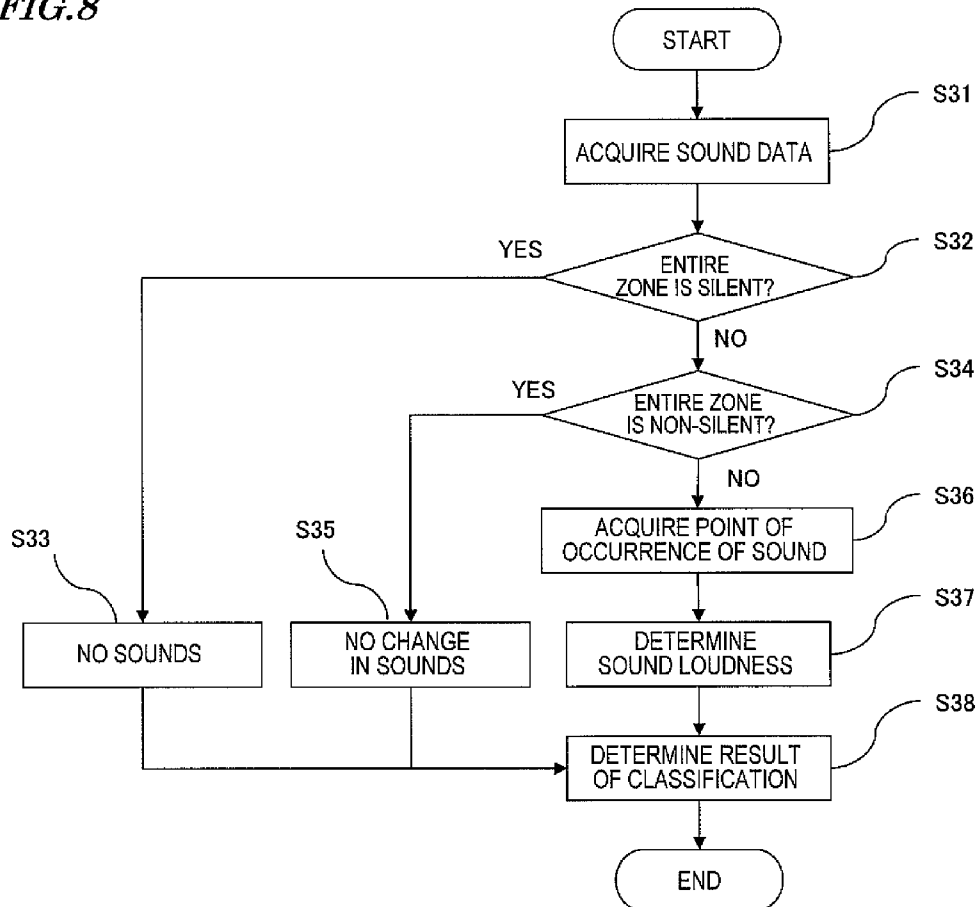 FIG.8
START
S31
ACQUIRE SOUND DATA
S32
YES
ENTIRE
ZONE IS SILENT?
NO
S34
YES
ENTIRE ZONE
IS NON-SILENT?
NO
S36
ACQUIRE POINT OF
OCCURRENCE OF SOUND
S33
S35
S37
NO SOUNDS
NO CHANGE
IN SOUNDS
DETERMINE
SOUND LOUDNESS
S38
DETERMINE RESULT
OF CLASSIFICATION
END